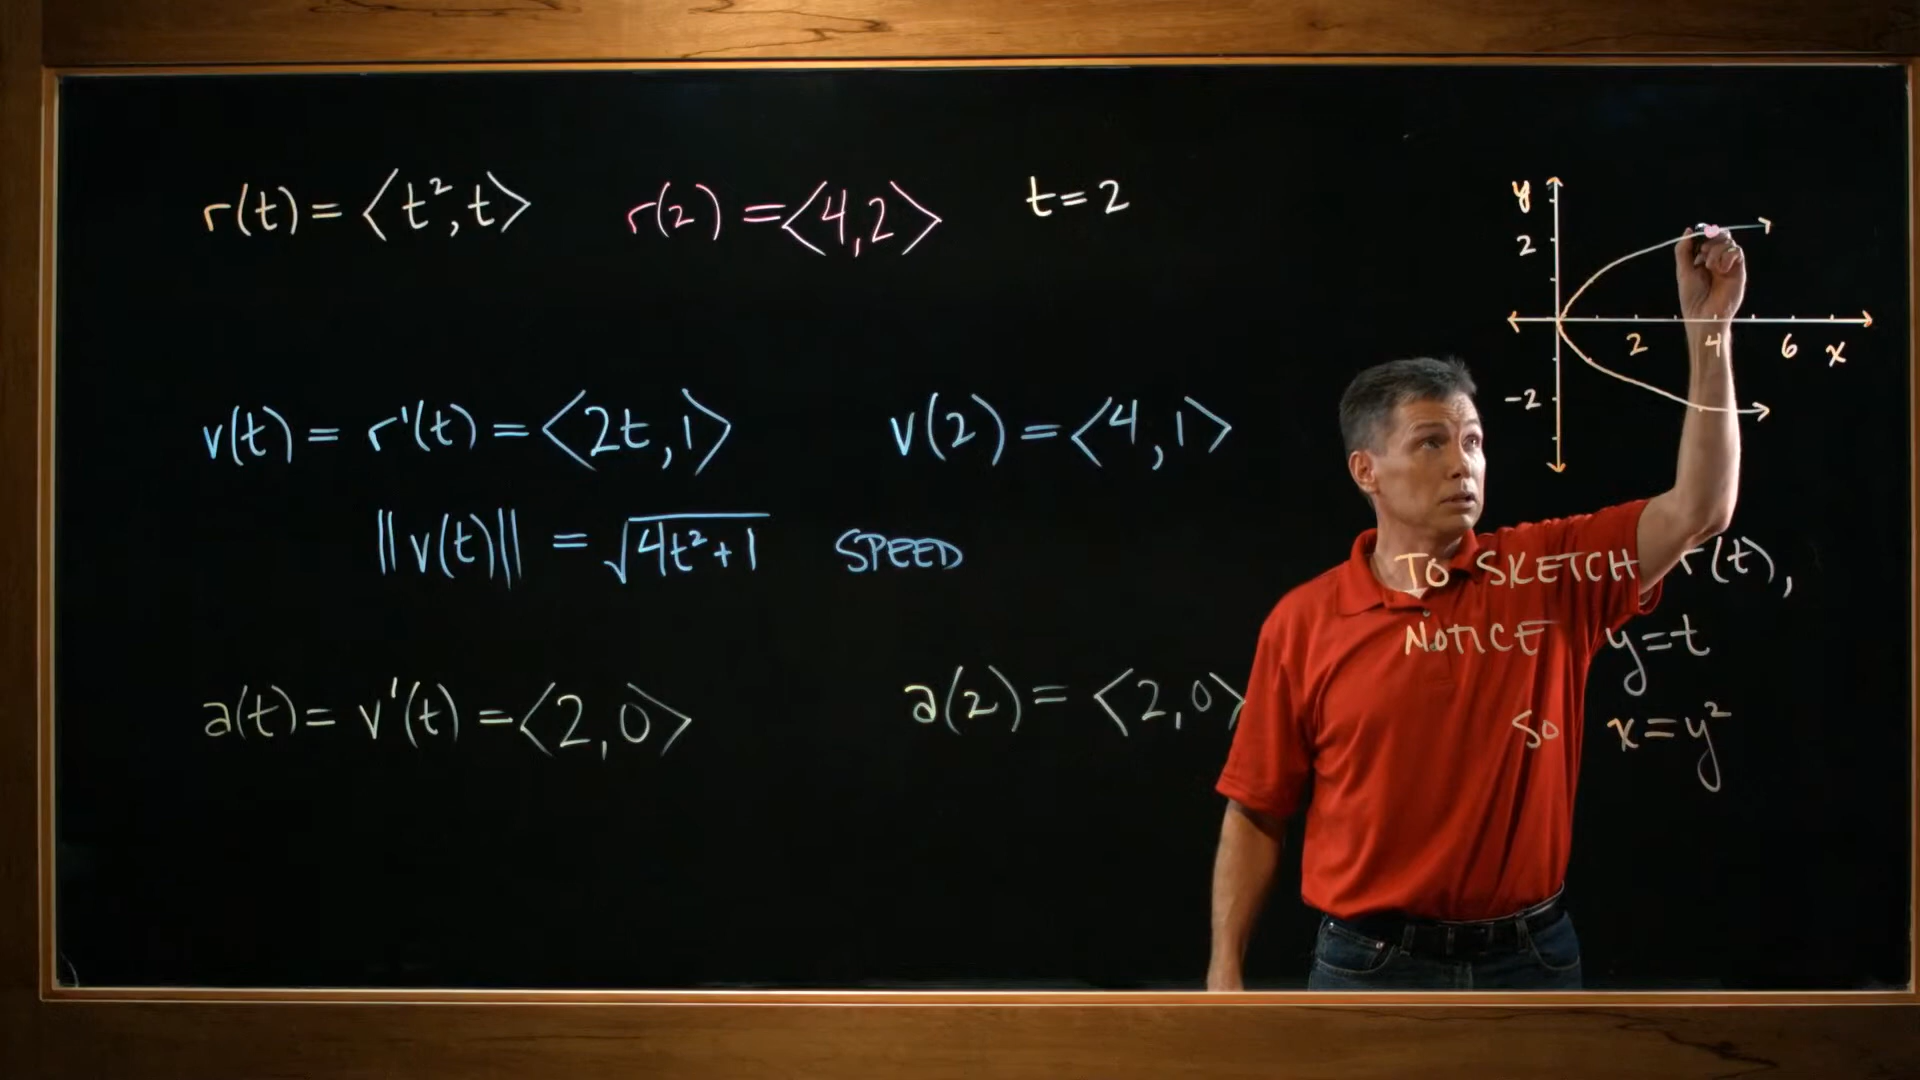 r(t) = ⟨t², t⟩
r(2) = ⟨4, 2⟩
t = 2
v(t) = r'(t) = ⟨2t, 1⟩
v(2) = ⟨4, 1⟩
||v(t)|| = √(4t² + 1)
SPEED
a(t) = v'(t) = ⟨2, 0⟩
a(2) = ⟨2, 0⟩
y
2
2 4 6 x
-2
TO SKETCH r(t),
NOTICE y = t
SO x = y²